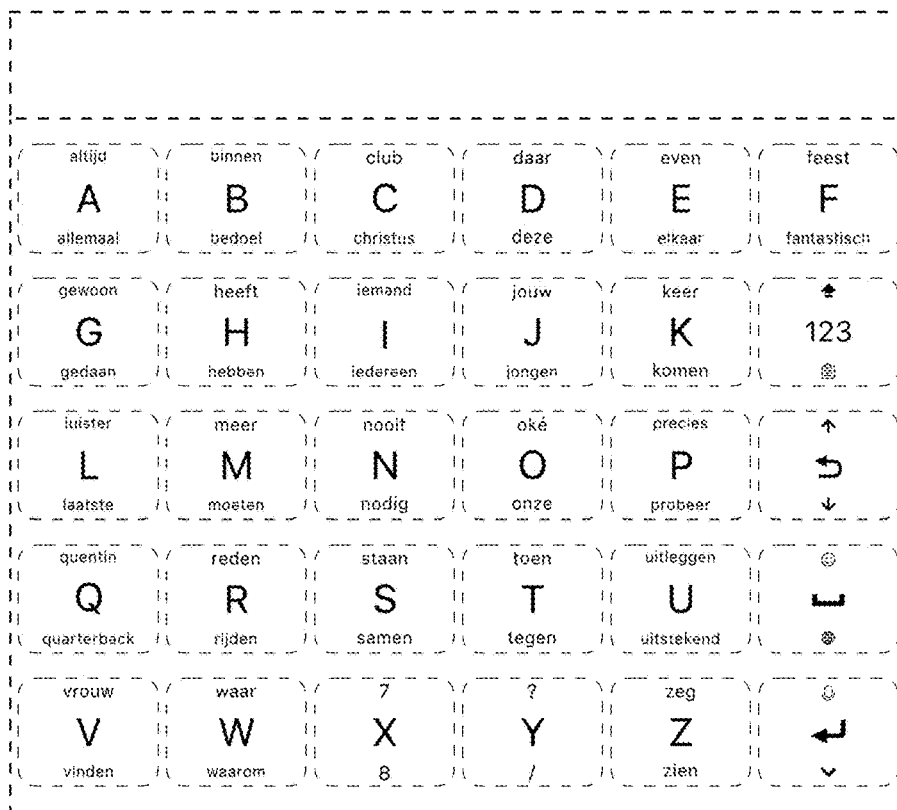 altijd binnen club daar even feest
A B C D E F
allemaal bedoel christus deze elkaar fantastisch
gewoon heeft iemand jouw keer
G H I J K 123
gedaan hebben iedereen jongen komen
luister meer nooit oké precies
L M N O P
laatste moeten nodig onze probeer
quentin reden staan toen uitleggen
Q R S T U
quarterback rijden samen tegen uitstekend
vrouw waar 7 ? zeg
V W X Y Z
vinden waarom 8 / zien